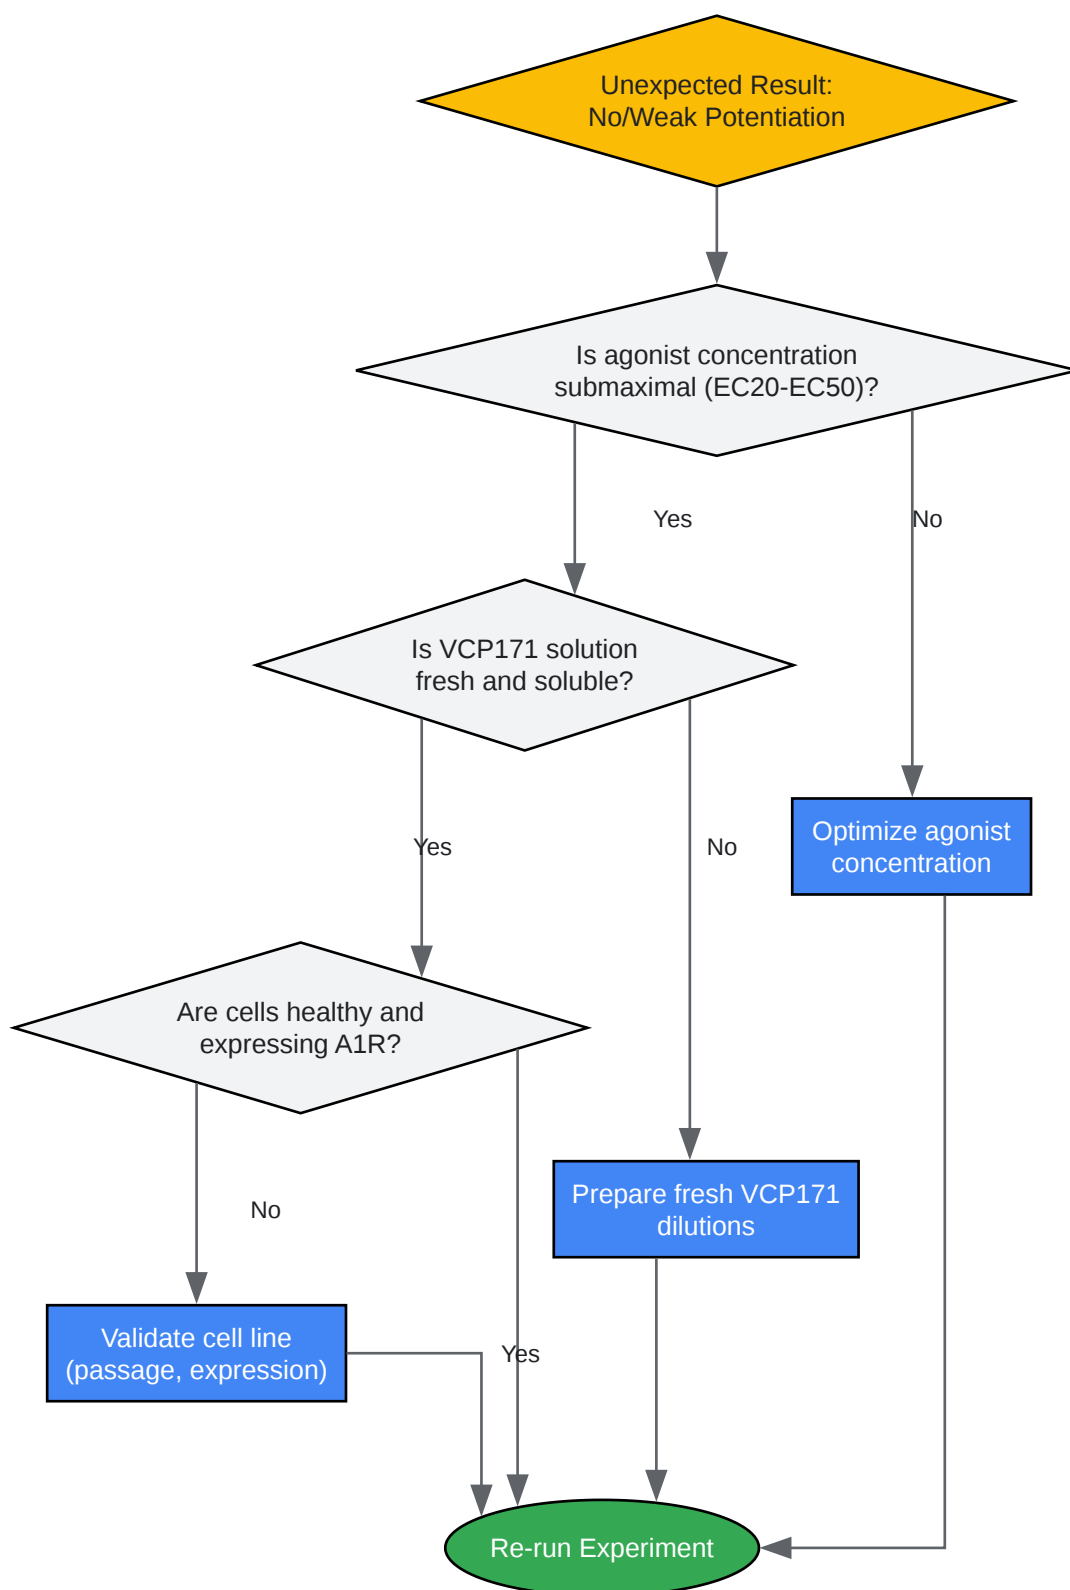 Unexpected Result:
No/Weak Potentiation
Is agonist concentration
submaximal (EC20-EC50)?
Yes
No
Is VCP171 solution
fresh and soluble?
Optimize agonist
concentration
Yes
No
Are cells healthy and
expressing A1R?
Prepare fresh VCP171
dilutions
No
Validate cell line
(passage, expression)
Yes
Re-run Experiment